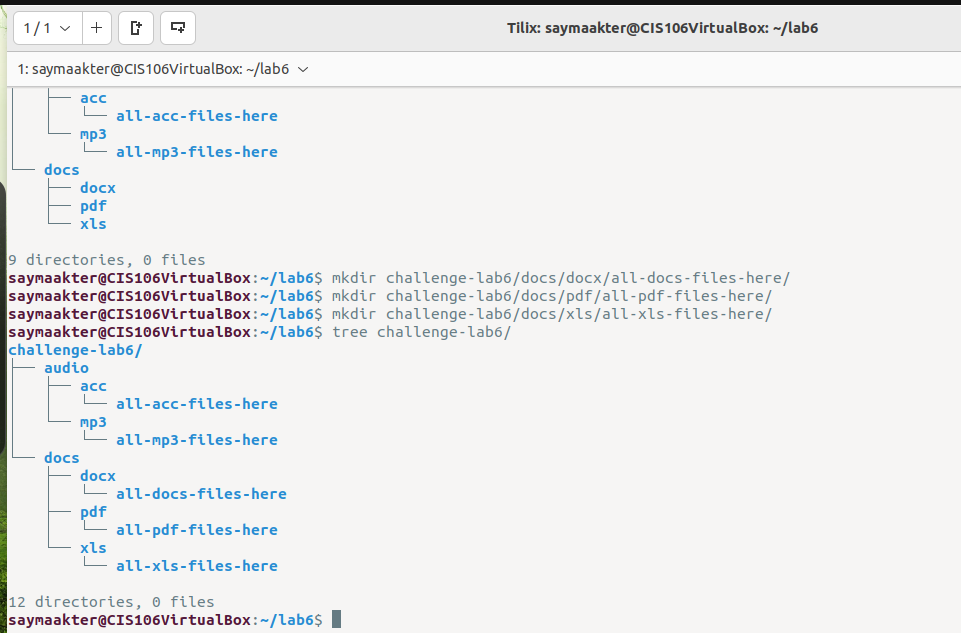 1 / 1
Tilix: saymaakter@CIS106VirtualBox: ~/lab6
1: saymaakter@CIS106VirtualBox: ~/lab6
│   ├── acc
│   │   └── all-acc-files-here
│   └── mp3
│       └── all-mp3-files-here
└── docs
    ├── docx
    ├── pdf
    └── xls
9 directories, 0 files
saymaakter@CIS106VirtualBox:~/lab6$ mkdir challenge-lab6/docs/docx/all-docs-files-here/
saymaakter@CIS106VirtualBox:~/lab6$ mkdir challenge-lab6/docs/pdf/all-pdf-files-here/
saymaakter@CIS106VirtualBox:~/lab6$ mkdir challenge-lab6/docs/xls/all-xls-files-here/
saymaakter@CIS106VirtualBox:~/lab6$ tree challenge-lab6/
challenge-lab6/
├── audio
│   ├── acc
│   │   └── all-acc-files-here
│   └── mp3
│       └── all-mp3-files-here
└── docs
    ├── docx
    │   └── all-docs-files-here
    ├── pdf
    │   └── all-pdf-files-here
    └── xls
        └── all-xls-files-here
12 directories, 0 files
saymaakter@CIS106VirtualBox:~/lab6$